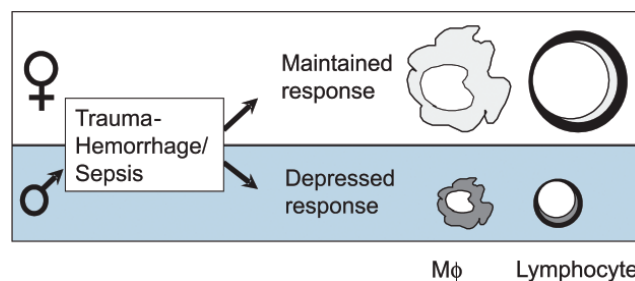 Maintained
response
Trauma-
Hemorrhage/
Sepsis
Depressed
response
Mϕ
Lymphocyte